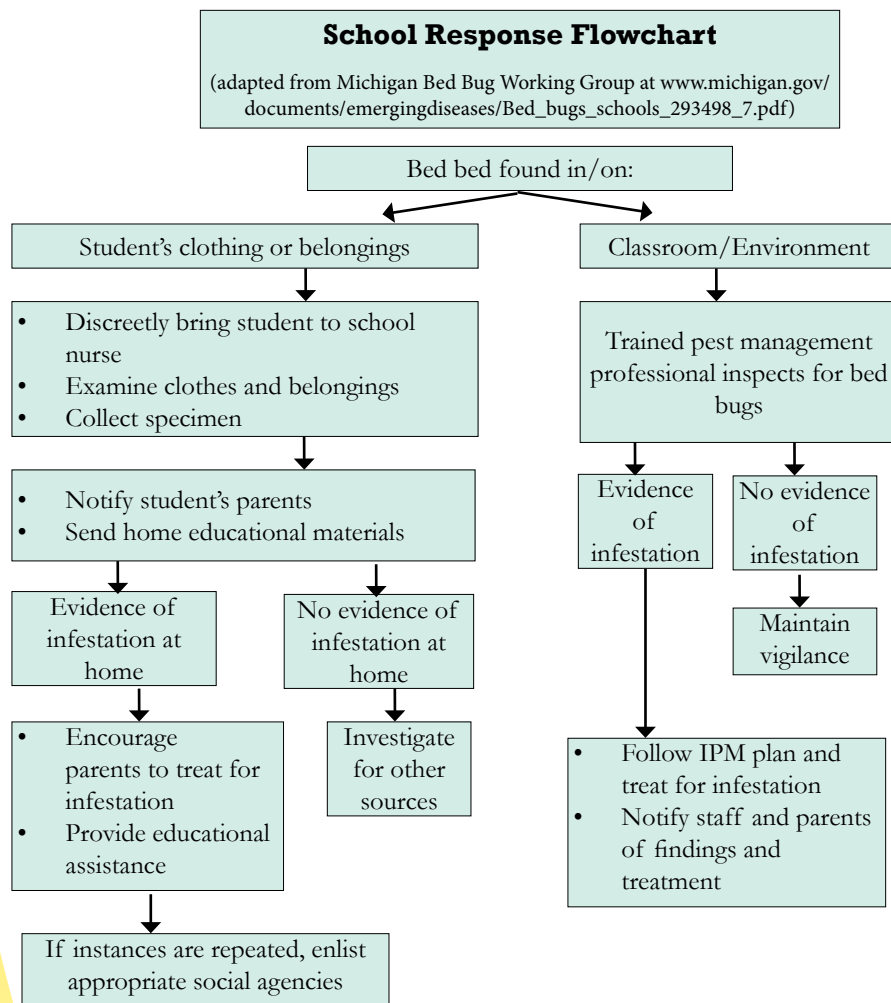 School Response Flowchart
(adapted from Michigan Bed Bug Working Group at www.michigan.gov/
documents/emergingdiseases/Bed_bugs_schools_293498_7.pdf)
Bed bed found in/on:
Student's clothing or belongings
• Discreetly bring student to school
nurse
• Examine clothes and belongings
• Collect specimen
• Notify student's parents
• Send home educational materials
Evidence of
infestation at
home
• Encourage
parents to treat for
infestation
• Provide educational
assistance
If instances are repeated, enlist
appropriate social agencies
No evidence of
infestation at
home
Investigate
for other
sources
Classroom/Environment
Trained pest management
professional inspects for bed
bugs
Evidence
of
infestation
• Follow IPM plan and
treat for infestation
• Notify staff and parents
of findings and
treatment
No evidence
of
infestation
Maintain
vigilance